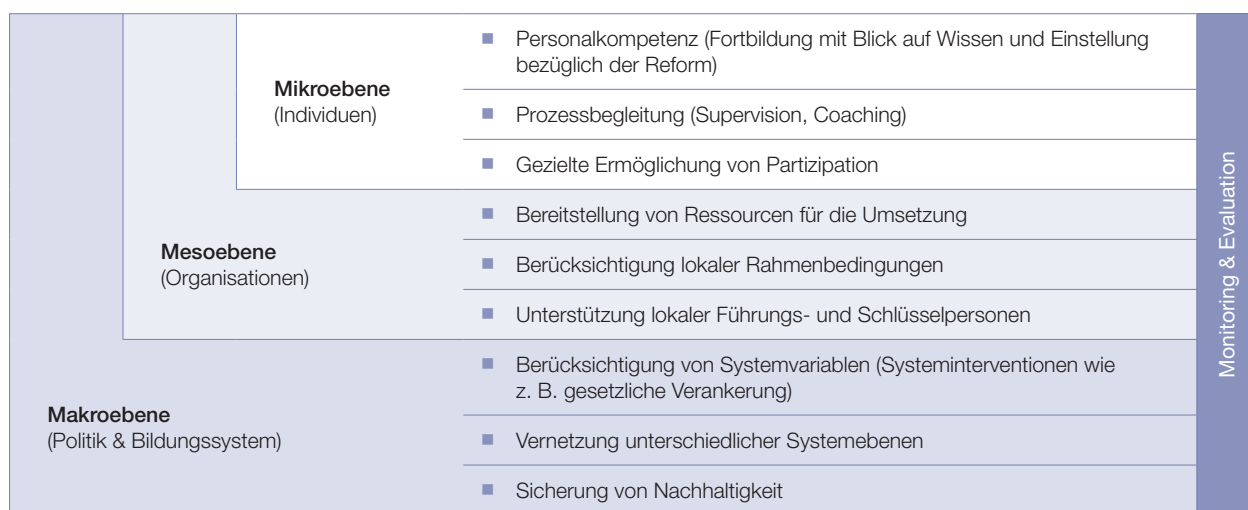 Mikroebene
(Individuen)
■ Personalkompetenz (Fortbildung mit Blick auf Wissen und Einstellung
bezüglich der Reform)
■ Prozessbegleitung (Supervision, Coaching)
■ Gezielte Ermöglichung von Partizipation
Mesoebene
(Organisationen)
■ Bereitstellung von Ressourcen für die Umsetzung
■ Berücksichtigung lokaler Rahmenbedingungen
■ Unterstützung lokaler Führungs- und Schlüsselpersonen
Makroebene
(Politik & Bildungssystem)
■ Berücksichtigung von Systemvariablen (Systeminterventionen wie
z. B. gesetzliche Verankerung)
■ Vernetzung unterschiedlicher Systemebenen
■ Sicherung von Nachhaltigkeit
Monitoring & Evaluation